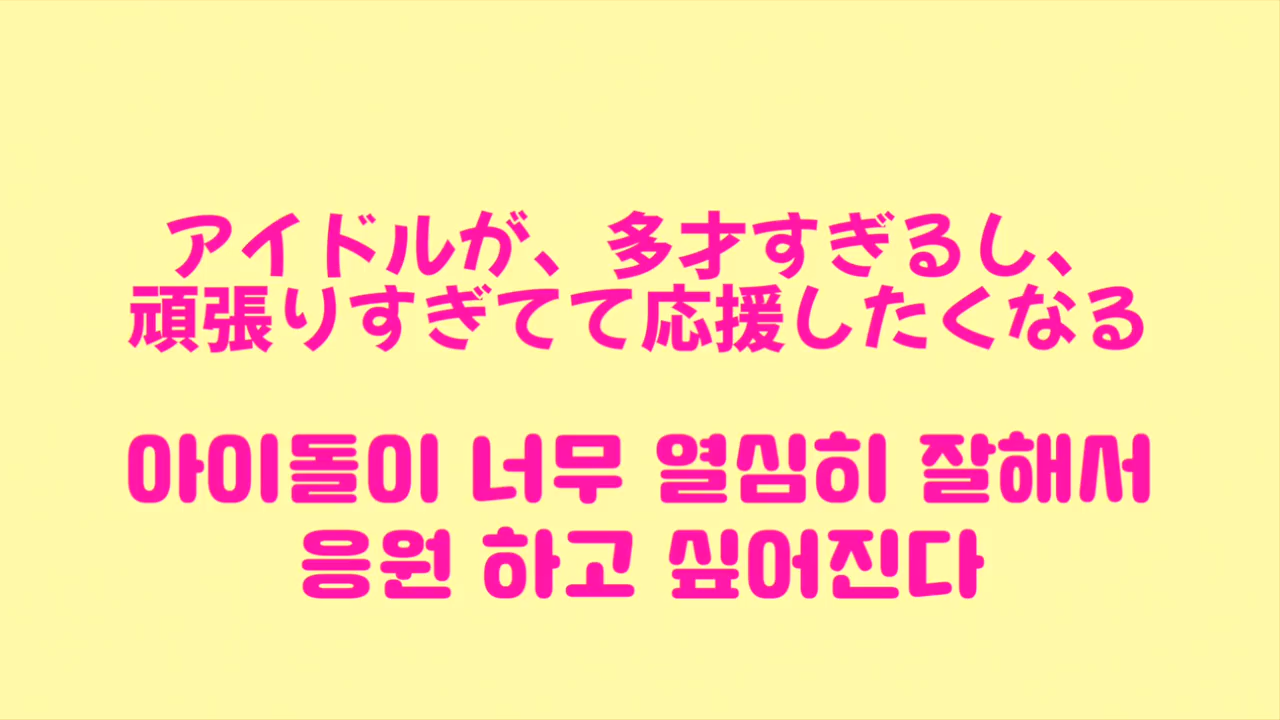 アイドルが、多才すぎるし、
頑張りすぎてて応援したくなる
아이돌이 너무 열심히 잘해서
응원 하고 싶어진다